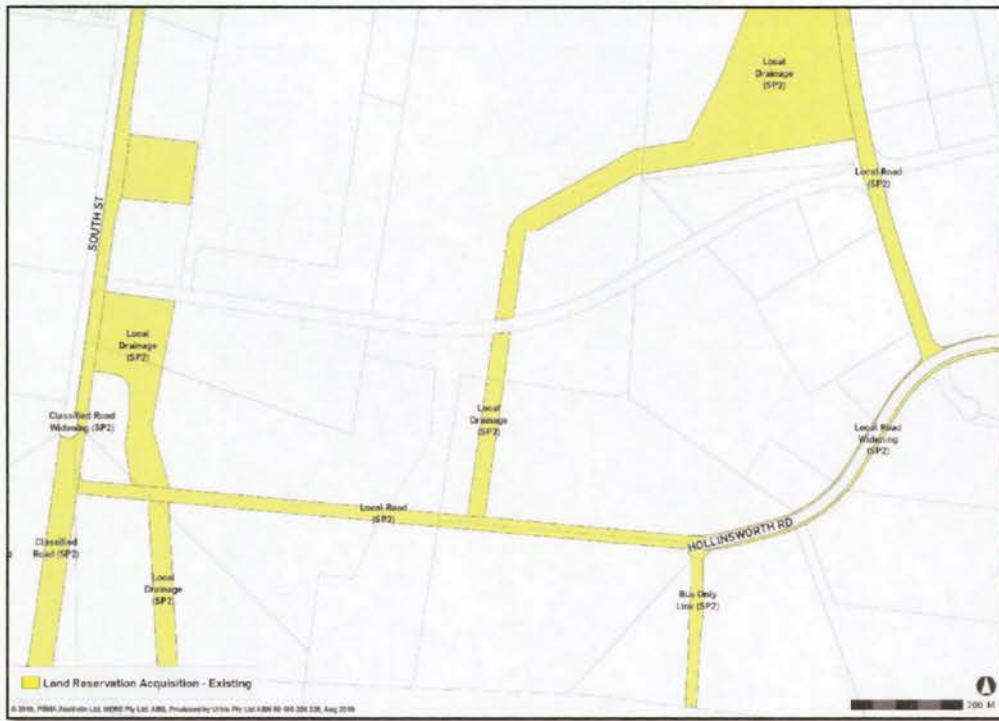 Local
Drainage
(SP2)
Local Road
(SP2)
SOUTH ST
Local
Drainage
(SP2)
Classified Road
Widening (SP2)
Local
Drainage
(SP2)
Local Road
Widening
(SP2)
Local Road
(SP2)
HOLLINSWORTH RD
Classified
Road (SP2)
Local
Drainage
(SP2)
Bus Only
Link (SP2)
Land Reservation Acquisition - Existing
200 M